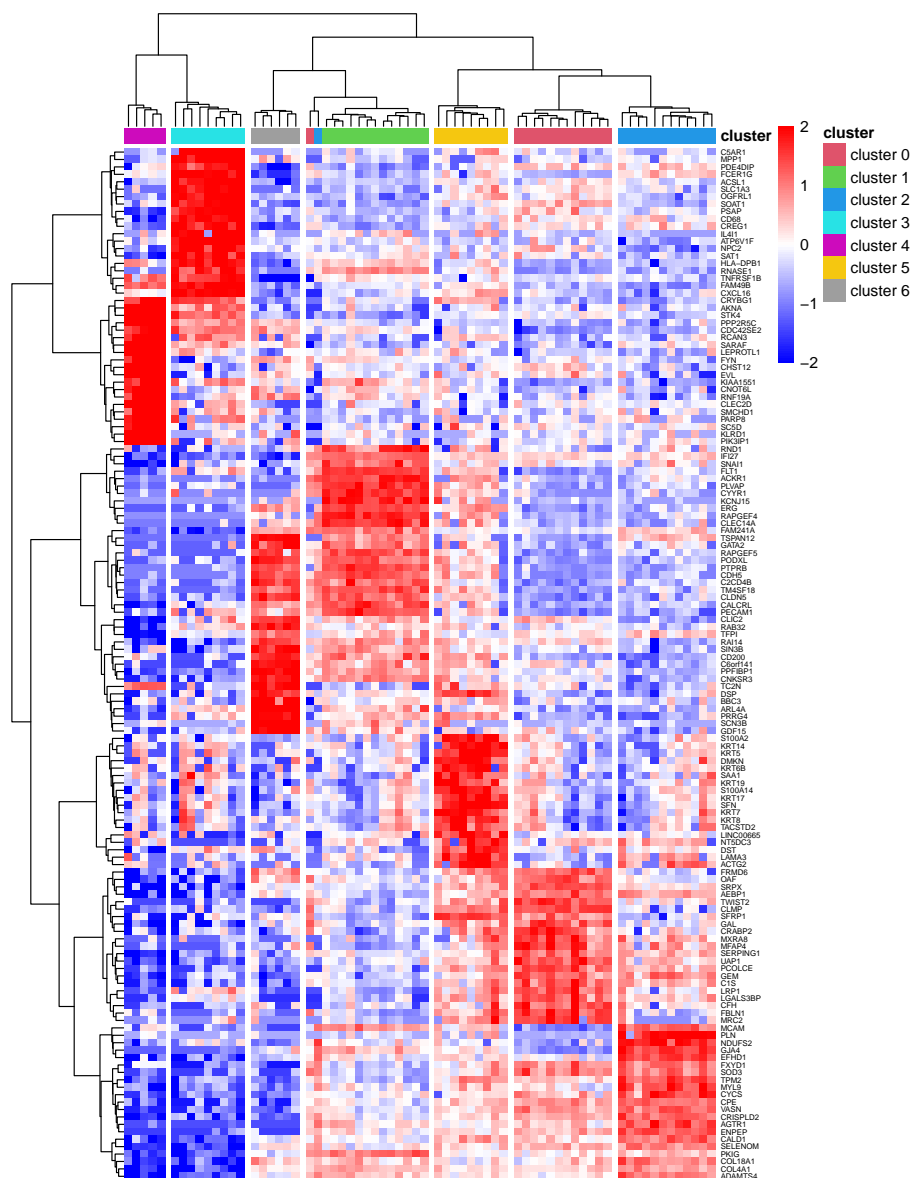 cluster
2
1
0
−1
−2
cluster
cluster 0
cluster 1
cluster 2
cluster 3
cluster 4
cluster 5
cluster 6
C5AR1
MPP1
PDE4DIP
FCER1G
ACSL1
SLC1A3
OGFRL1
SOAT1
PSAP
CD68
CREG1
IL4I1
ATP6V1F
NPC2
SAT1
HLA−DPB1
RNASE1
TNFRSF1B
FAM49B
CXCL16
CRYBG1
AKNA
STK4
PPP2R5C
CDC42SE2
RCAN3
SARAF
LEPROTL1
FYN
CHST12
EVL
KIAA1551
CNOT6L
RNF19A
CLEC2D
SMCHD1
PARP8
SC5D
KLRD1
PIK3IP1
RND1
IFI27
SNAI1
FLT1
ACKR1
PLVAP
CYYR1
KCNJ15
ERG
RAPGEF4
CLEC14A
FAM241A
TSPAN12
GATA2
RAPGEF5
PODXL
PTPRB
CDH5
C2CD4B
TM4SF18
CLDN5
CALCRL
PECAM1
CLIC2
RAB32
TFPI
RAI14
SIN3B
CD200
C6orf141
PPFIBP1
CNKSR3
TC2N
DSP
BBC3
ARL4A
PRRG4
SCN3B
GDF15
S100A2
KRT14
KRT5
DMKN
KRT6B
SAA1
KRT19
S100A14
KRT17
SFN
KRT7
KRT8
TACSTD2
LINC00665
NT5DC3
DST
LAMA3
ACTG2
FRMD6
OAF
SRPX
AEBP1
TWIST2
CLMP
SFRP1
GAL
CRABP2
MXRA8
MFAP4
SERPING1
UAP1
PCOLCE
GEM
C1S
LRP1
LGALS3BP
CFH
FBLN1
MRC2
MCAM
PLN
NDUFS2
GJA4
EFHD1
FXYD1
SOD3
TPM2
MYL9
CYCS
CPE
VASN
CRISPLD2
AGTR1
ENPEP
CALD1
SELENOM
PKIG
COL18A1
COL4A1
ADAMTS4